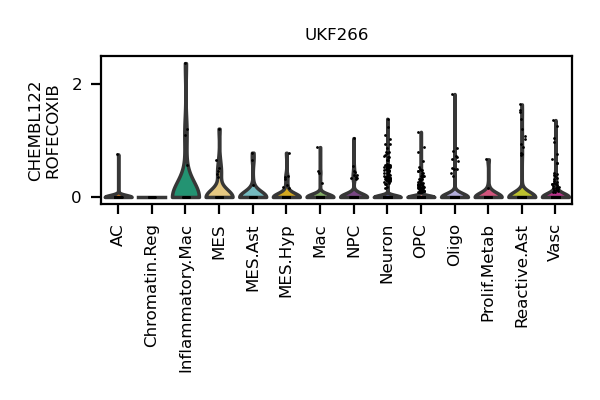 UKF266
CHEMBL122
ROFECOXIB
2
0
AC
Chromatin.Reg
Inflammatory.Mac
MES
MES.Ast
MES.Hyp
Mac
NPC
Neuron
OPC
Oligo
Prolif.Metab
Reactive.Ast
Vasc